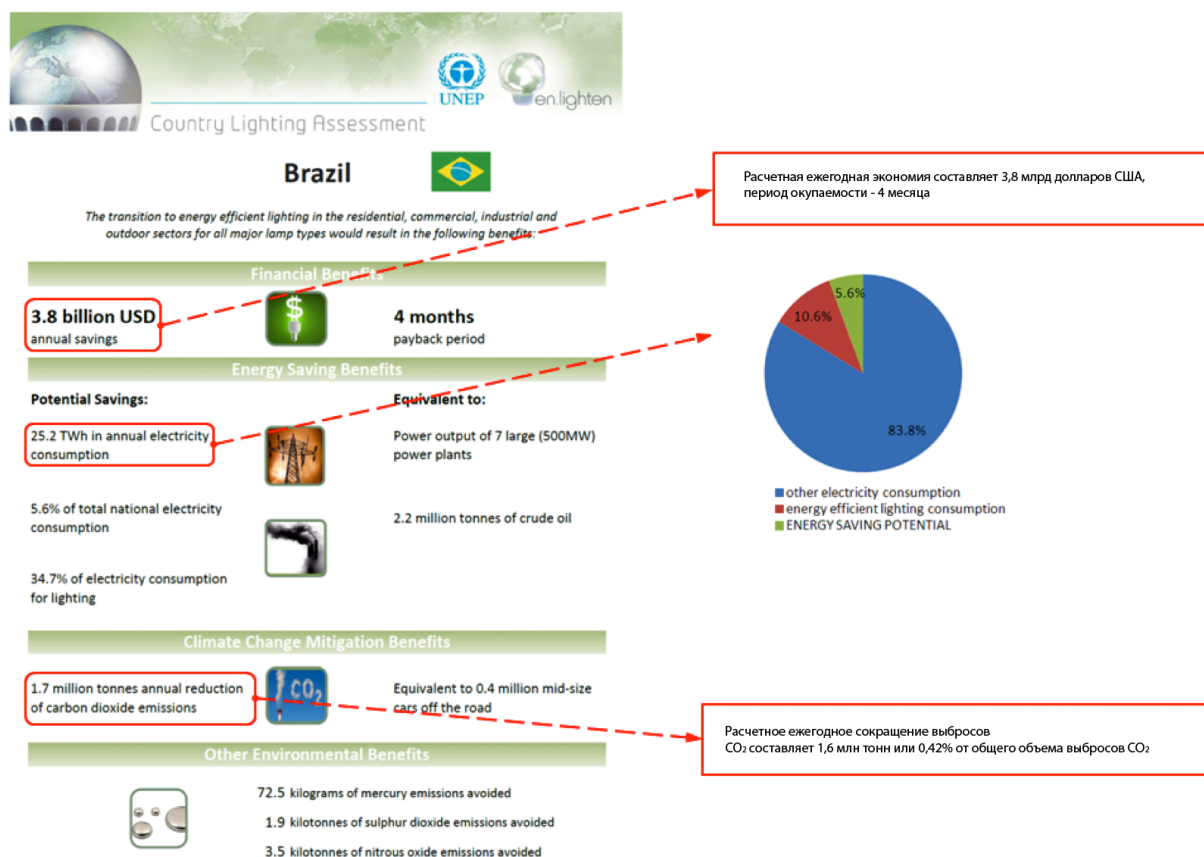 UNEP
en.lighten
Country Lighting Assessment
Brazil
The transition to energy efficient lighting in the residential, commercial, industrial and
outdoor sectors for all major lamp types would result in the following benefits:
Financial Benefits
3.8 billion USD
annual savings
$
4 months
payback period
Energy Saving Benefits
Potential Savings:
Equivalent to:
25.2 TWh in annual electricity
consumption
Power output of 7 large (500MW)
power plants
5.6% of total national electricity
consumption
2.2 million tonnes of crude oil
34.7% of electricity consumption
for lighting
Climate Change Mitigation Benefits
1.7 million tonnes annual reduction
of carbon dioxide emissions
CO₂
Equivalent to 0.4 million mid-size
cars off the road
Other Environmental Benefits
72.5 kilograms of mercury emissions avoided
1.9 kilotonnes of sulphur dioxide emissions avoided
3.5 kilotonnes of nitrous oxide emissions avoided
Расчетная ежегодная экономия составляет 3,8 млрд долларов США,
период окупаемости - 4 месяца
5.6%
10.6%
83.8%
other electricity consumption
energy efficient lighting consumption
ENERGY SAVING POTENTIAL
Расчетное ежегодное сокращение выбросов
CO₂ составляет 1,6 млн тонн или 0,42% от общего объема выбросов CO₂